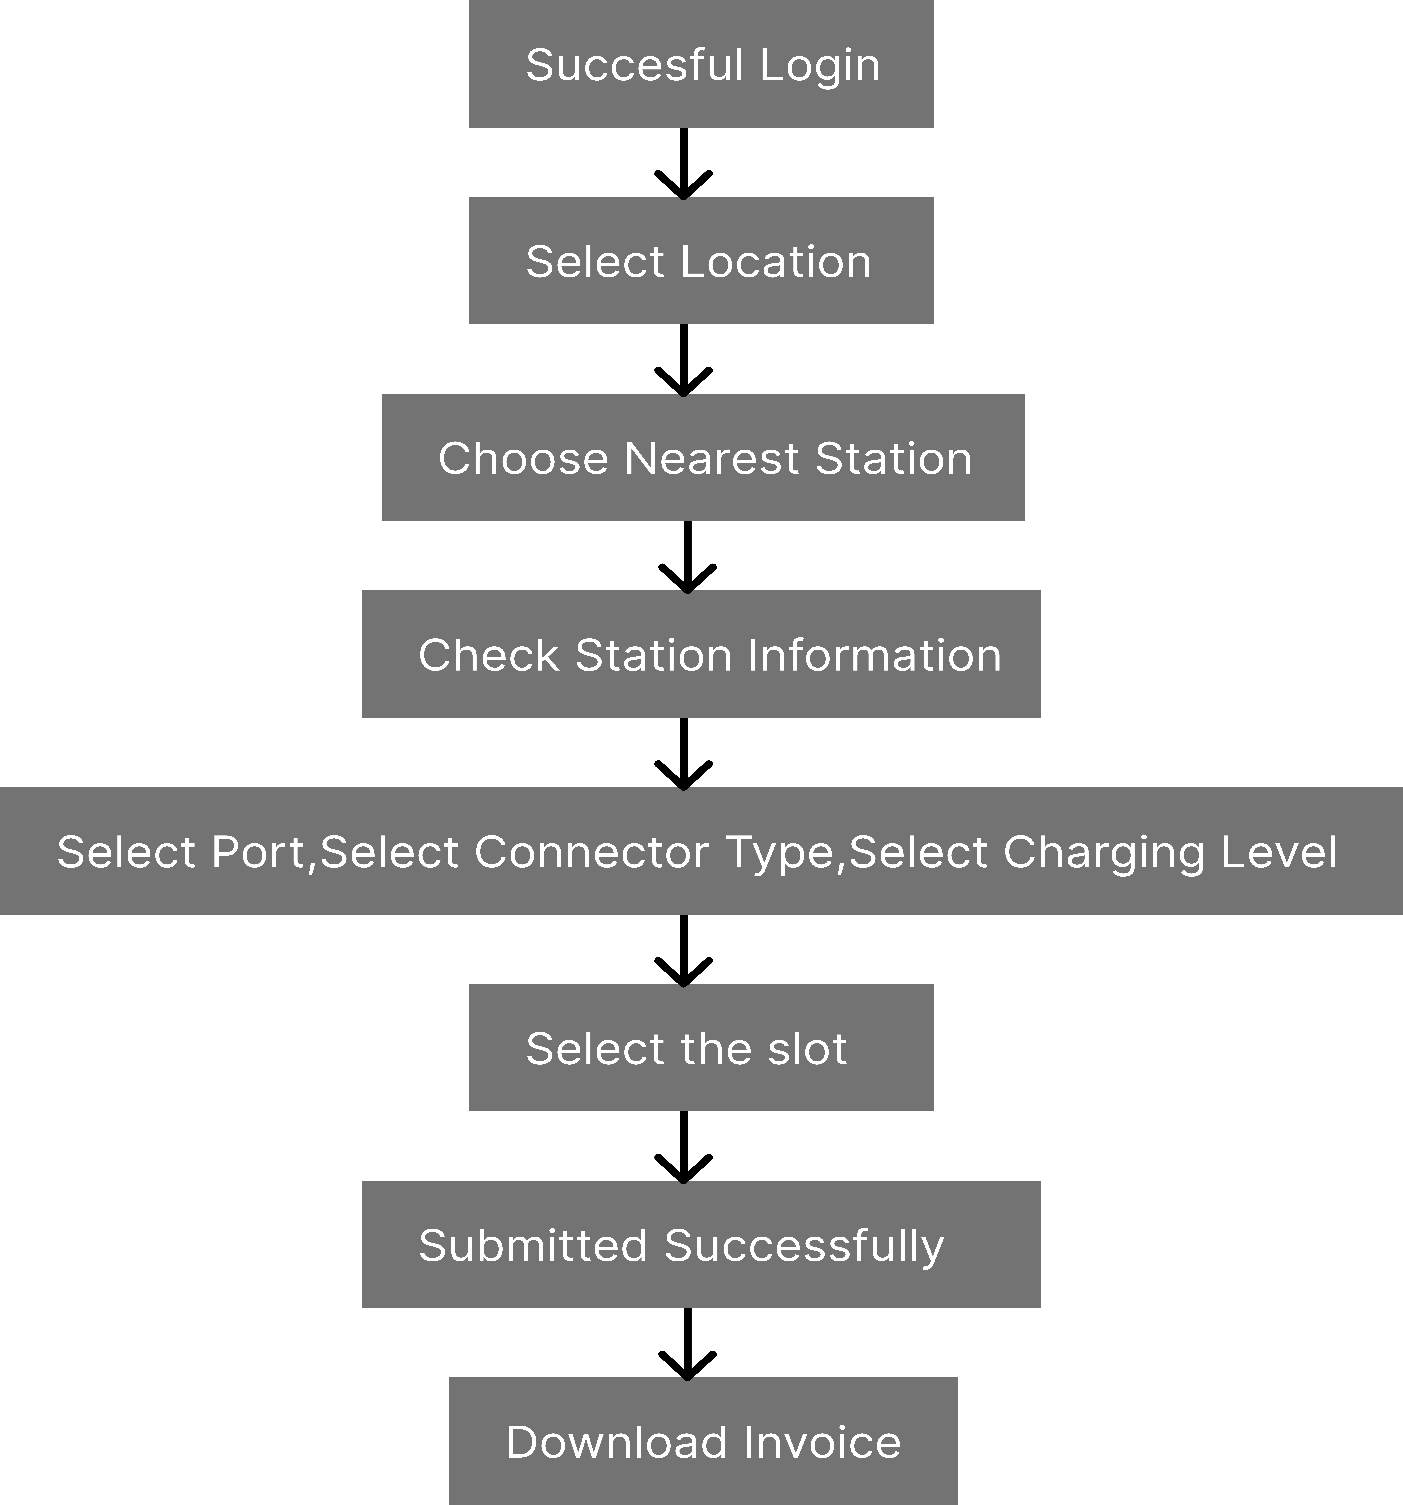 Succesful Login
Select Location
Choose Nearest Station
Check Station Information
Select Port,Select Connector Type,Select Charging Level
Select the slot
Submitted Successfully
Download Invoice